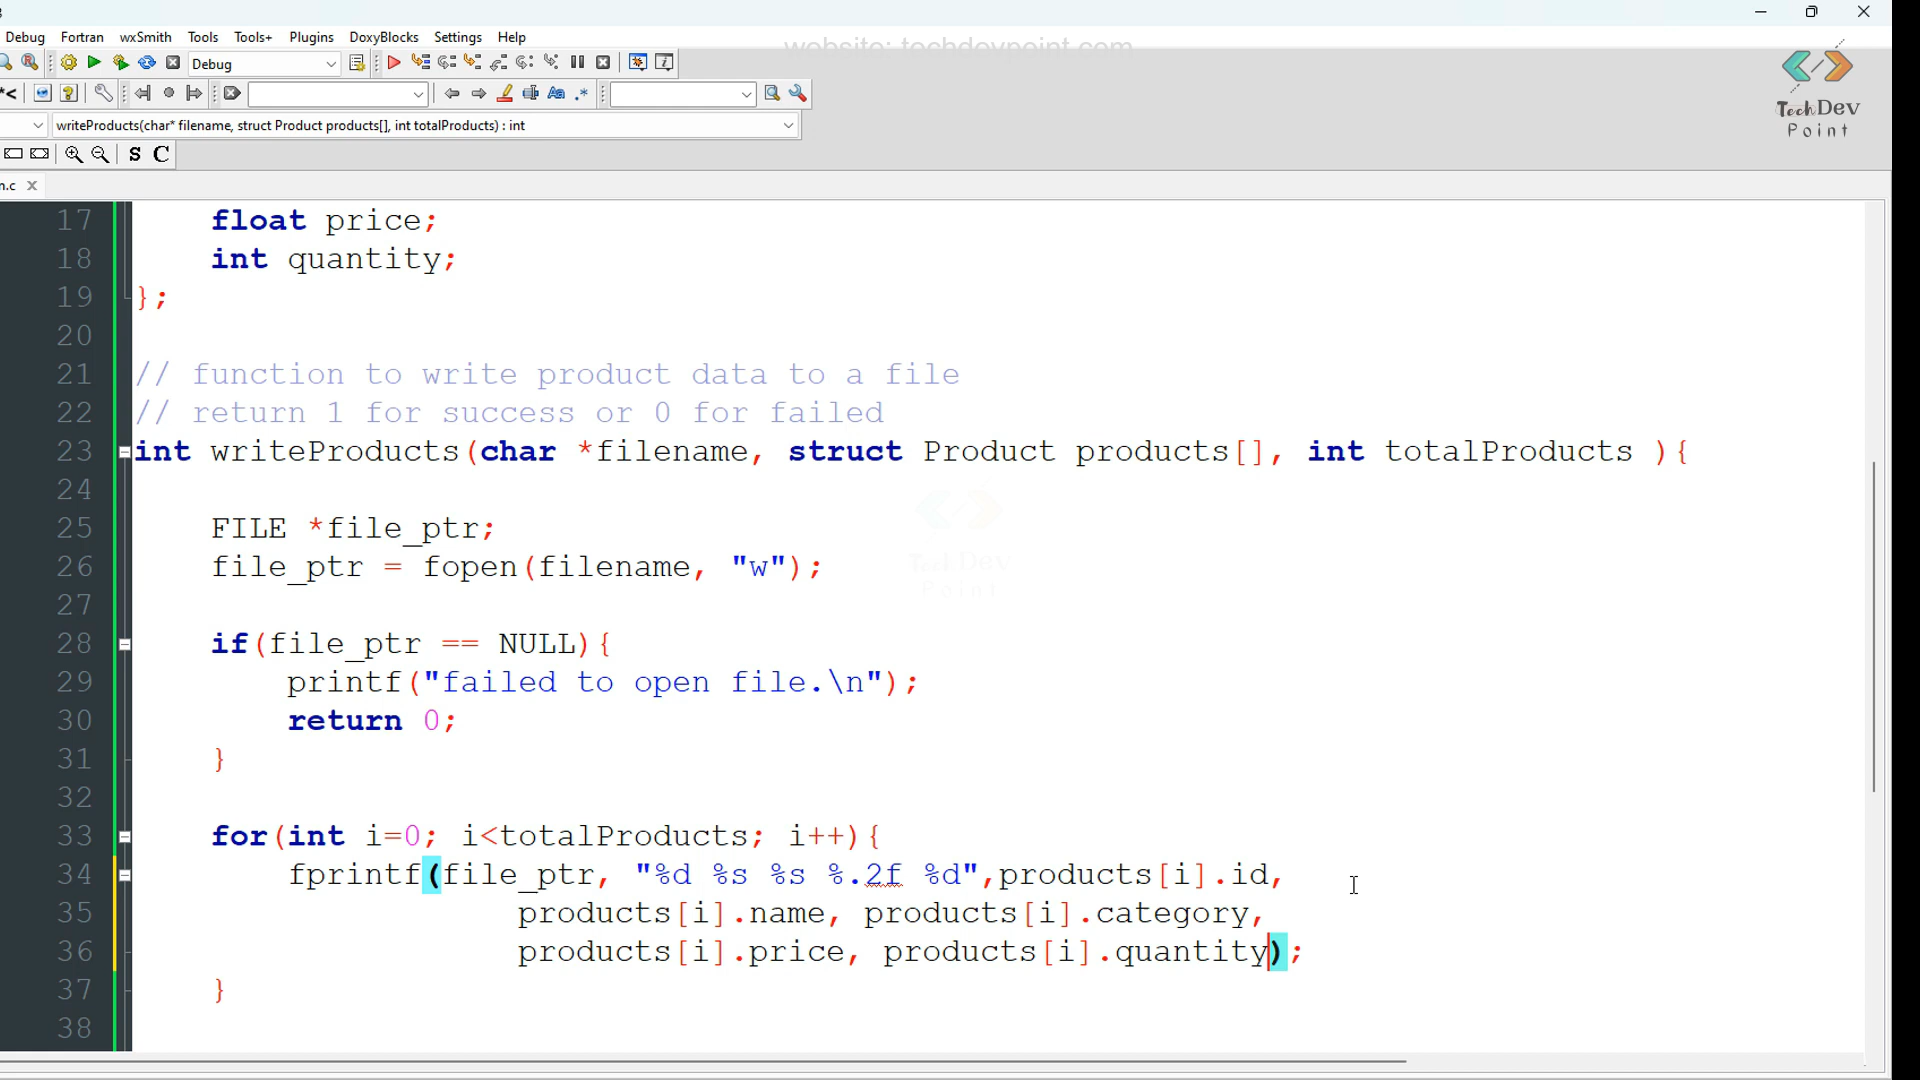 Debug Fortran wxSmith Tools Tools+ Plugins DoxyBlocks Settings Help
website: techdevpoint.com
Debug
TechDev
Point
writeProducts(char* filename, struct Product products[], int totalProducts) : int
S C
n.c
17 float price;
18 int quantity;
19 };
20
21 // function to write product data to a file
22 // return 1 for success or 0 for failed
23 int writeProducts(char *filename, struct Product products[], int totalProducts ){
24
25 FILE *file_ptr;
26 file_ptr = fopen(filename, "w");
TechDev
Point
27
28 if(file_ptr == NULL){
29 printf("failed to open file.\n");
30 return 0;
31 }
32
33 for(int i=0; i<totalProducts; i++){
34 fprintf(file_ptr, "%d %s %s %.2f %d",products[i].id,
35 products[i].name, products[i].category,
36 products[i].price, products[i].quantity);
37 }
38